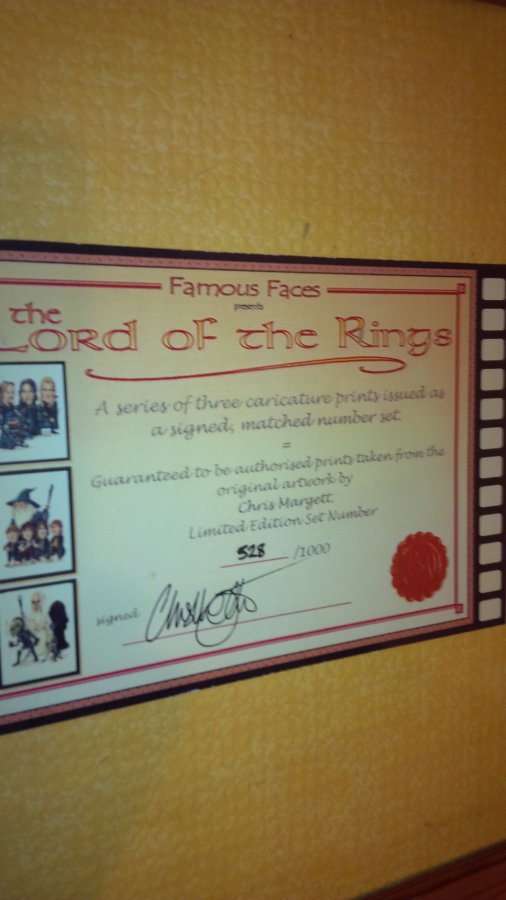 Famous Faces
presents
the
LORD OF THE RINGS
A series of three caricature prints issued as
a signed, matched number set.
=
Guaranteed to be authorised prints taken from the
original artwork by
Chris Margett.
Limited Edition Set Number
528 /1000
signed